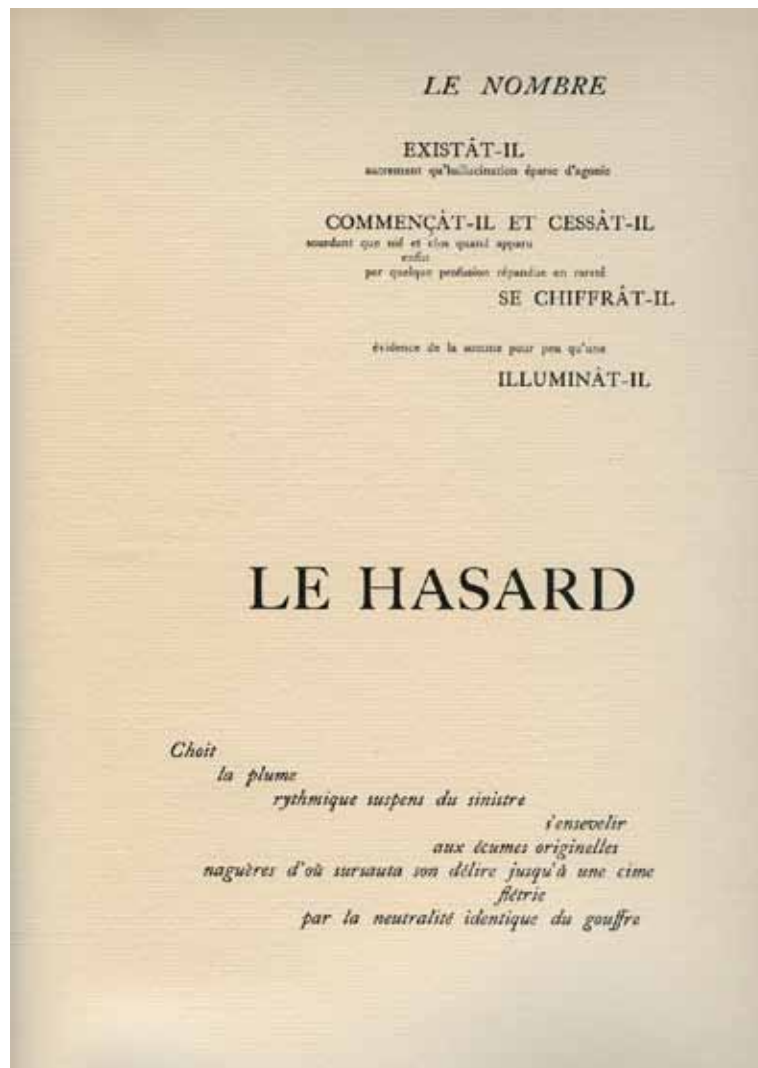 LE NOMBRE
EXISTÂT-IL
autrement qu'hallucination éparse d'agonie
COMMENÇÂT-IL ET CESSÂT-IL
sourdant que nié et clos quand apparu
enfin
par quelque profusion répandue en rareté
SE CHIFFRÂT-IL
évidence de la somme pour peu qu'une
ILLUMINÂT-IL
LE HASARD
Choit
la plume
rythmique suspens du sinistre
s'ensevelir
aux écumes originelles
naguères d'où sursauta son délire jusqu'à une cime
flétrie
par la neutralité identique du gouffre